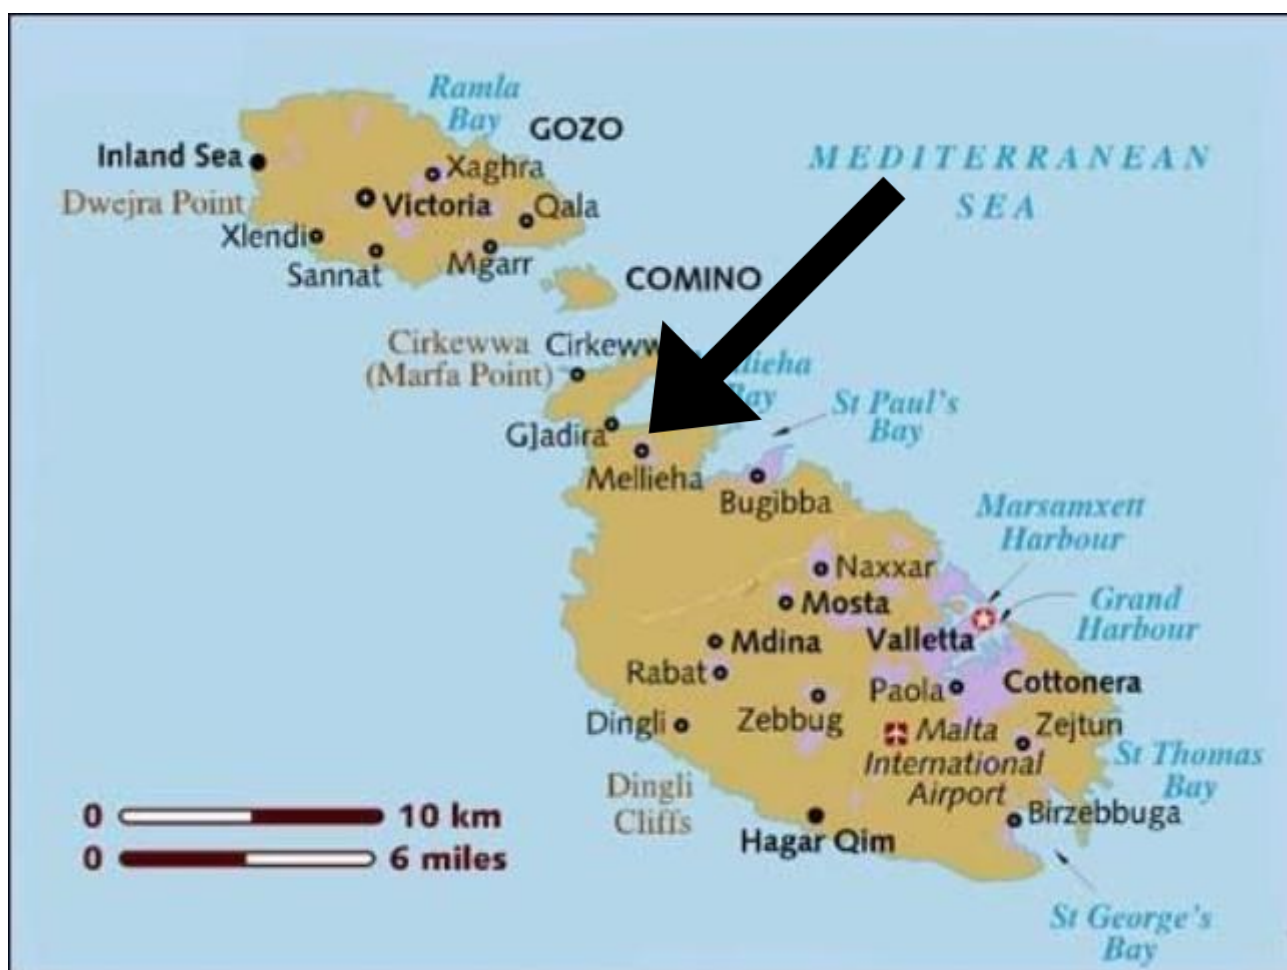 Ramla
Bay
GOZO
Inland Sea
Xaghra
MEDITERRANEAN
SEA
Dwejra Point
Victoria
Qala
Xlendi
Sannat
Mgarr
COMINO
Cirkewwa
(Marfa Point)
St Paul's
Bay
GJadira
Mellieha
Bugibba
Marsamxett
Harbour
Naxxar
Mosta
Grand
Harbour
Valletta
Mdina
Rabat
Paola
Cottonera
Dingli
Zebbug
Malta
International
Airport
Zejtun
St Thomas
Bay
Dingli
Cliffs
Hagar Qim
Birzebbuga
0 10 km
0 6 miles
St George's
Bay